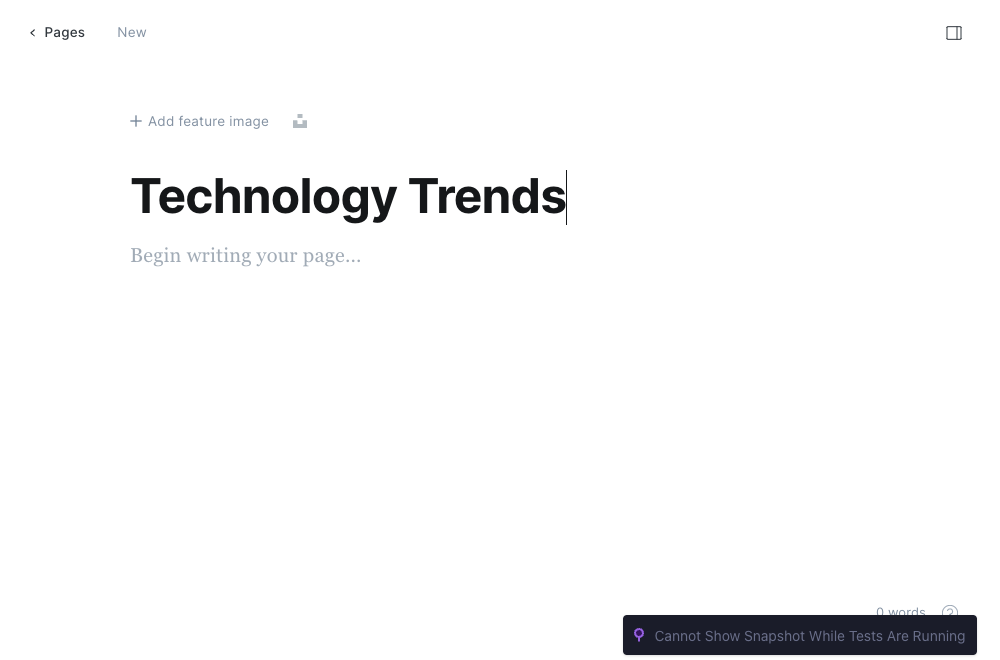 Pages
New
Add feature image
Technology Trends
Begin writing your page...
0 words
Cannot Show Snapshot While Tests Are Running